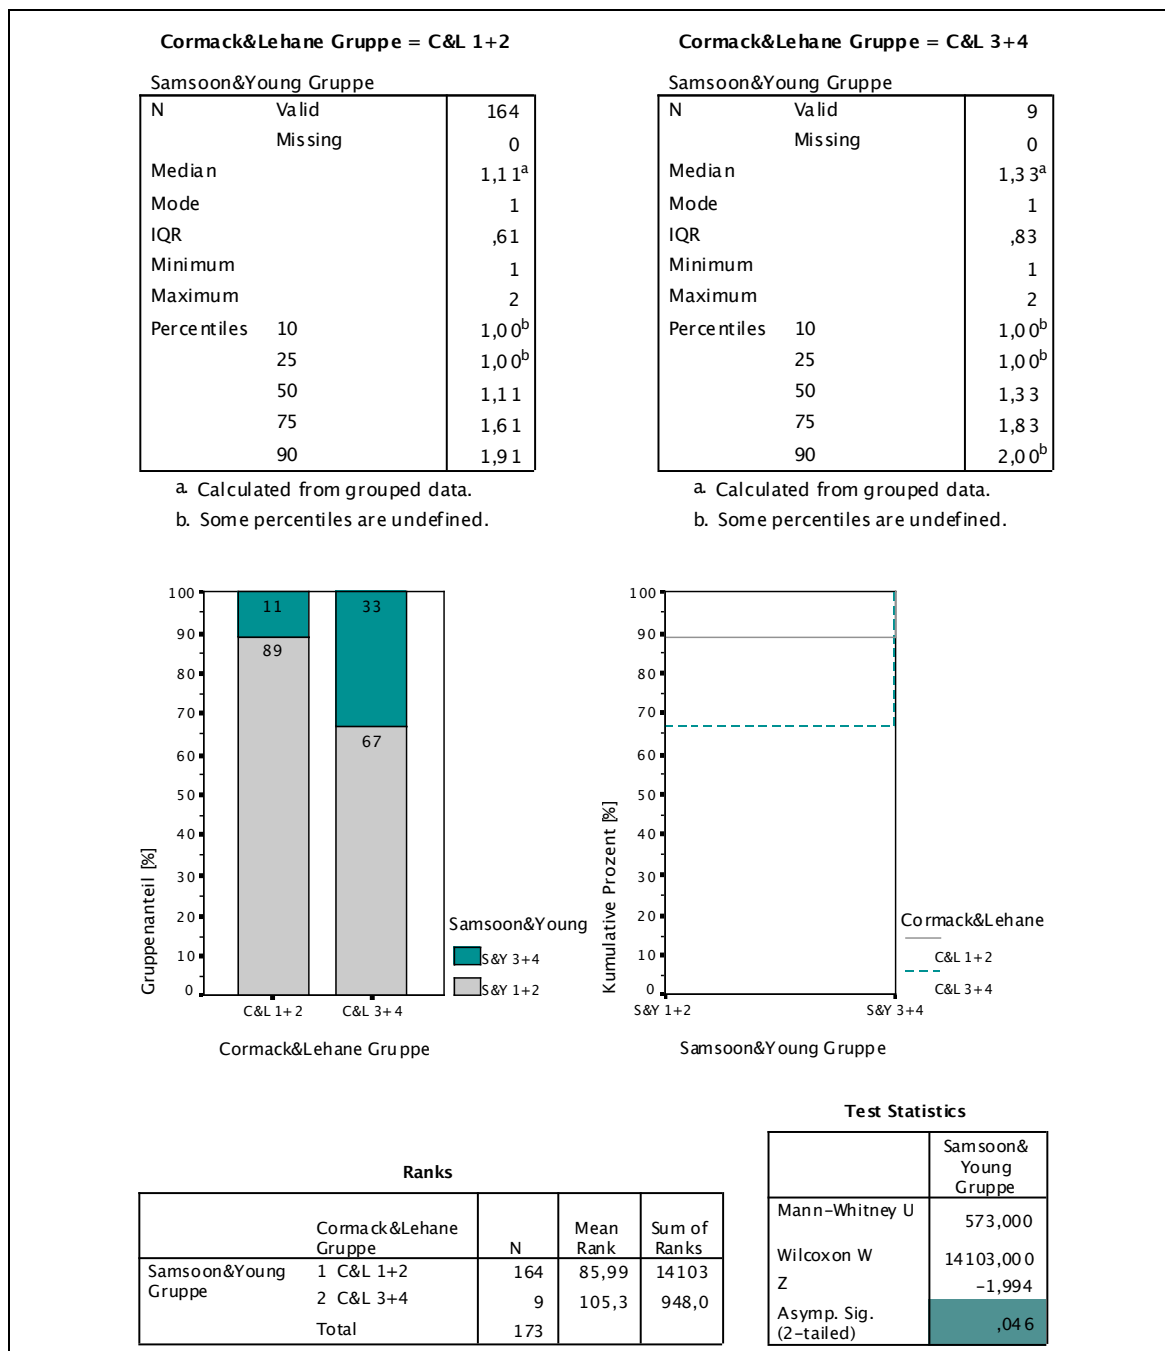 Cormack&Lehane Gruppe = C&L 1+2
Samsoon&Young Gruppe
N Valid 164
Missing 0
Median 1,11a
Mode 1
IQR ,61
Minimum 1
Maximum 2
Percentiles 10 1,00b
25 1,00b
50 1,11
75 1,61
90 1,91
a. Calculated from grouped data.
b. Some percentiles are undefined.
Cormack&Lehane Gruppe = C&L 3+4
Samsoon&Young Gruppe
N Valid 9
Missing 0
Median 1,33a
Mode 1
IQR ,83
Minimum 1
Maximum 2
Percentiles 10 1,00b
25 1,00b
50 1,33
75 1,83
90 2,00b
a. Calculated from grouped data.
b. Some percentiles are undefined.
Gruppenanteil [%]
100
90
80
70
60
50
40
30
20
10
0
11
89
33
67
C&L 1+2 C&L 3+4
Cormack&Lehane Gruppe
Samsoon&Young
S&Y 3+4
S&Y 1+2
Kumulative Prozent [%]
100
90
80
70
60
50
40
30
20
10
0
S&Y 1+2 S&Y 3+4
Samsoon&Young Gruppe
Cormack&Lehane
C&L 1+2
C&L 3+4
Ranks
Cormack&Lehane
Gruppe N Mean Rank Sum of Ranks
Samsoon&Young Gruppe 1 C&L 1+2 164 85,99 14103
2 C&L 3+4 9 105,3 948,0
Total 173
Test Statistics
Samsoon&
Young
Gruppe
Mann-Whitney U 573,000
Wilcoxon W 14103,000
Z -1,994
Asymp. Sig.
(2-tailed) ,046